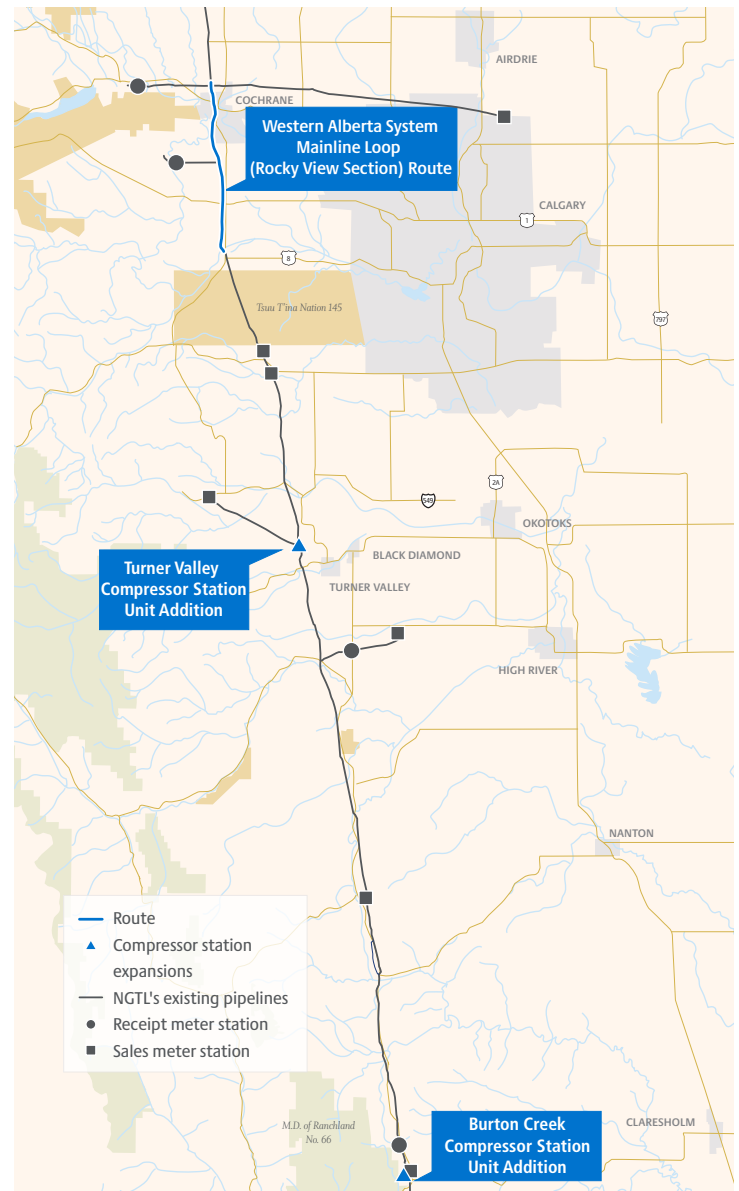 AIRDRIE
COCHRANE
Western Alberta System
Mainline Loop
(Rocky View Section) Route
CALGARY
1
8
Tsuu T'ina Nation 145
797
2A
549
OKOTOKS
BLACK DIAMOND
Turner Valley
Compressor Station
Unit Addition
TURNER VALLEY
HIGH RIVER
NANTON
Route
Compressor station
expansions
NGTL's existing pipelines
Receipt meter station
Sales meter station
M.D. of Ranchland
No. 66
Burton Creek
Compressor Station
Unit Addition
CLARESHOLM